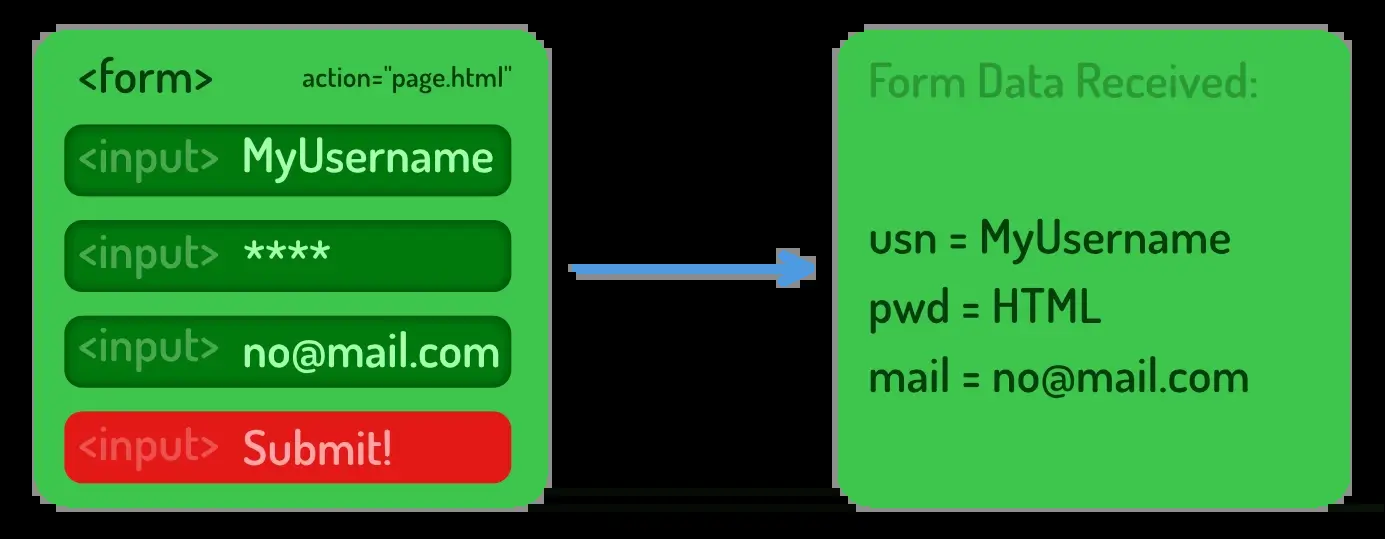 <form> action="page.html"
<input> MyUsername
<input> ****
<input> no@mail.com
<input> Submit!
Form Data Received:
usn = MyUsername
pwd = HTML
mail = no@mail.com